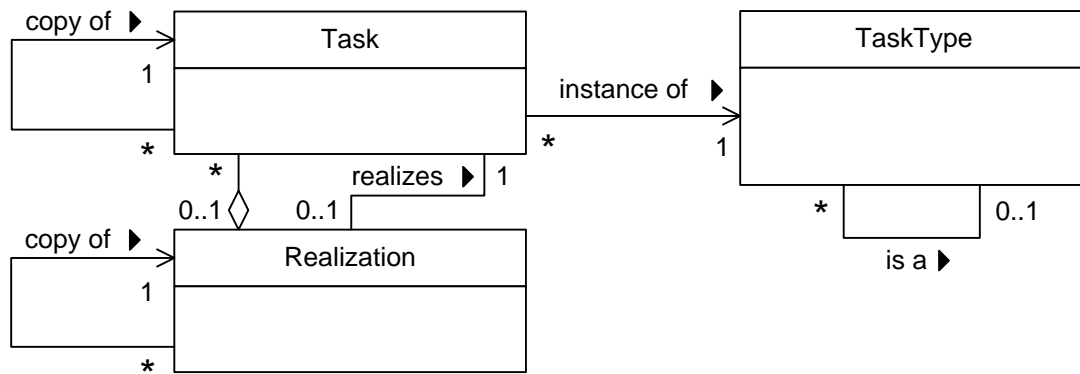 copy of ▶
Task
TaskType
1
instance of ▶
*
*
1
*
realizes ▶
1
0..1
0..1
*
0..1
copy of ▶
Realization
is a ▶
1
*